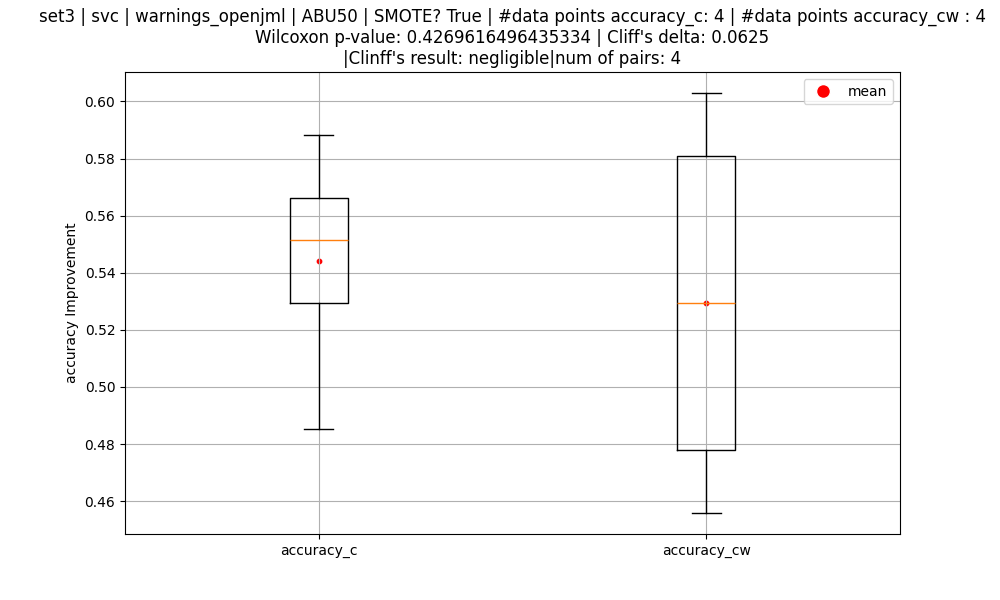 set3 | svc | warnings_openjml | ABU50 | SMOTE? True | #data points accuracy_c: 4 | #data points accuracy_cw : 4
Wilcoxon p-value: 0.4269616496435334 | Cliff's delta: 0.0625
|Clinff's result: negligible|num of pairs: 4
mean
0.60
0.58
0.56
0.54
0.52
0.50
0.48
0.46
accuracy Improvement
accuracy_c
accuracy_cw